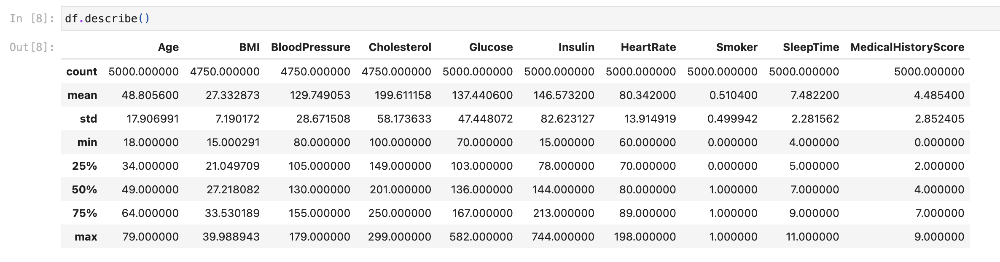 In [8]: df.describe()
Out[8]: Age BMI BloodPressure Cholesterol Glucose Insulin HeartRate Smoker SleepTime MedicalHistoryScore
count 5000.000000 4750.000000 4750.000000 4750.000000 5000.000000 5000.000000 5000.000000 5000.000000 5000.000000 5000.000000
mean 48.805600 27.332873 129.749053 199.611158 137.440600 146.573200 80.342000 0.510400 7.482200 4.485400
std 17.906991 7.190172 28.671508 58.173633 47.448072 82.623127 13.914919 0.499942 2.281562 2.852405
min 18.000000 15.000291 80.000000 100.000000 70.000000 15.000000 60.000000 0.000000 4.000000 0.000000
25% 34.000000 21.049709 105.000000 149.000000 103.000000 78.000000 70.000000 0.000000 5.000000 2.000000
50% 49.000000 27.218082 130.000000 201.000000 136.000000 144.000000 80.000000 1.000000 7.000000 4.000000
75% 64.000000 33.530189 155.000000 250.000000 167.000000 213.000000 89.000000 1.000000 9.000000 7.000000
max 79.000000 39.988943 179.000000 299.000000 582.000000 744.000000 198.000000 1.000000 11.000000 9.000000